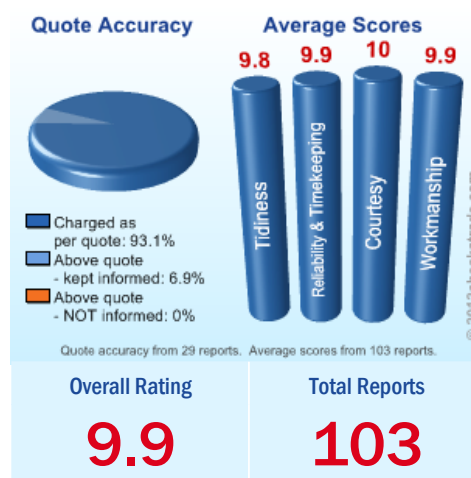 Quote Accuracy
Charged as
per quote: 93.1%
Above quote
- kept informed: 6.9%
Above quote
- NOT informed: 0%
Average Scores
9.8
9.9
10
9.9
Tidiness
Reliability & Timekeeping
Courtesy
Workmanship
Quote accuracy from 29 reports. Average scores from 103 reports.
Overall Rating
9.9
Total Reports
103